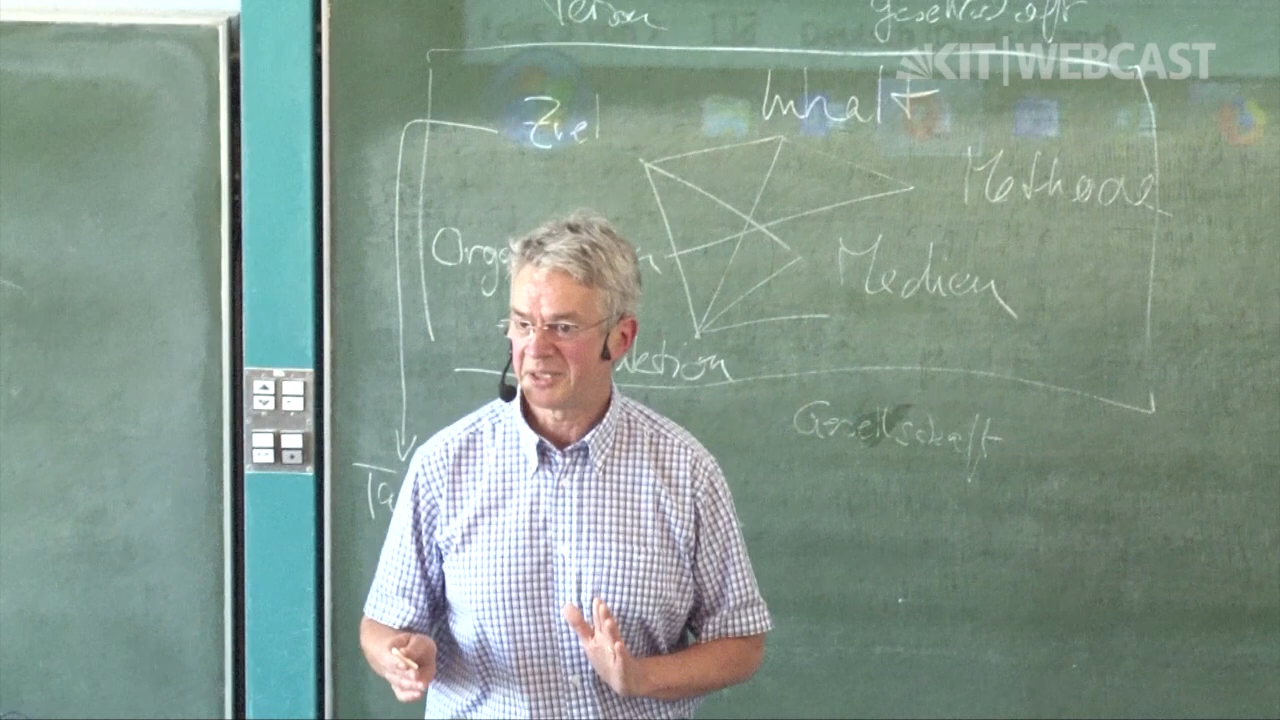 Person Gesellschaft
KIT|WEBCAST
Ziel Inhalt
Methode
Medien
Gesellschaft